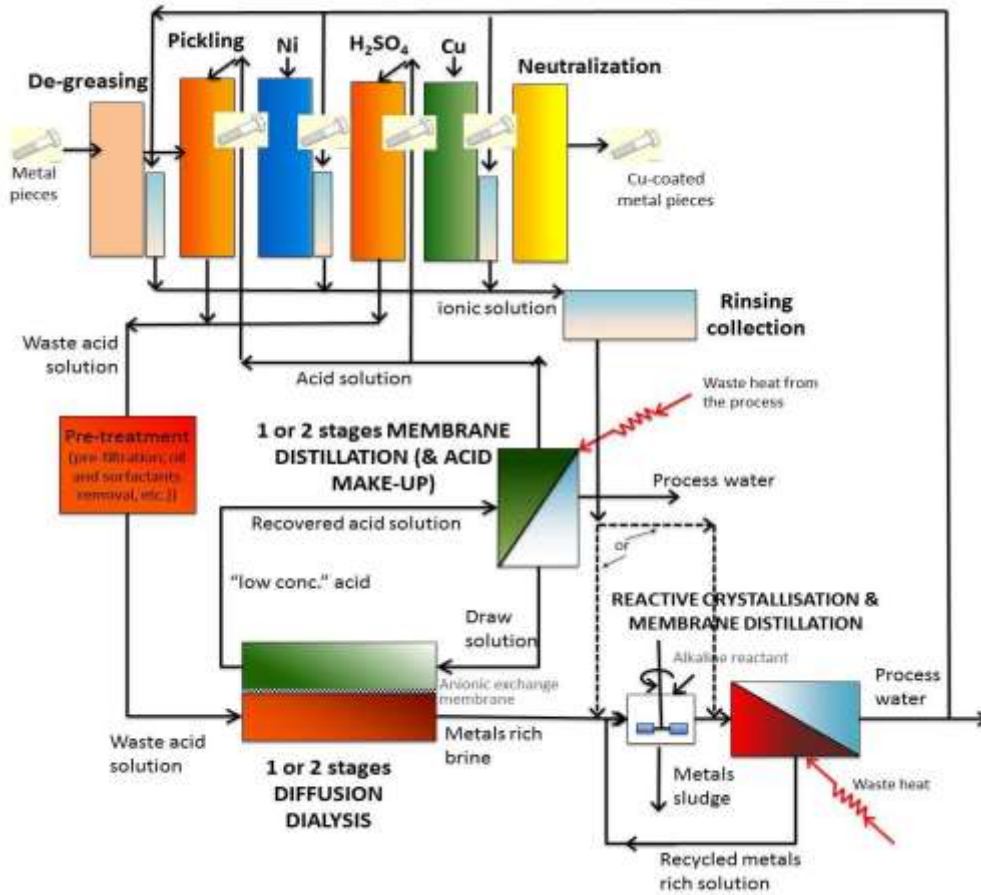 Pickling
Ni
H₂SO₄
Cu
Neutralization
De-greasing
Metal
pieces
Cu-coated
metal pieces
ionic solution
Rinsing
collection
Waste acid
solution
Acid solution
Waste heat from
the process
Pre-treatment
(pre-filtration; oil
and sorfactants
removal, etc.))
1 or 2 stages MEMBRANE
DISTILLATION (& ACID
MAKE-UP)
Process water
Recovered acid solution
or
"low conc." acid
REACTIVE CRYSTALLISATION &
MEMBRANE DISTILLATION
Draw
solution
Alkaline reactant
Anionic exchange
membrane
Process
water
Waste acid
solution
Metals rich
brine
1 or 2 stages
DIFFUSION
DIALYSIS
Metals
sludge
Waste heat
Recycled metals
rich solution